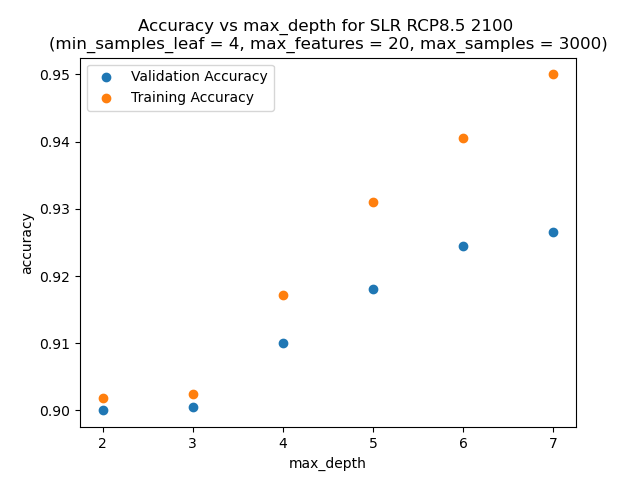 Accuracy vs max_depth for SLR RCP8.5 2100
(min_samples_leaf = 4, max_features = 20, max_samples = 3000)
Validation Accuracy
Training Accuracy
0.95
0.94
0.93
0.92
0.91
0.90
accuracy
2 3 4 5 6 7
max_depth